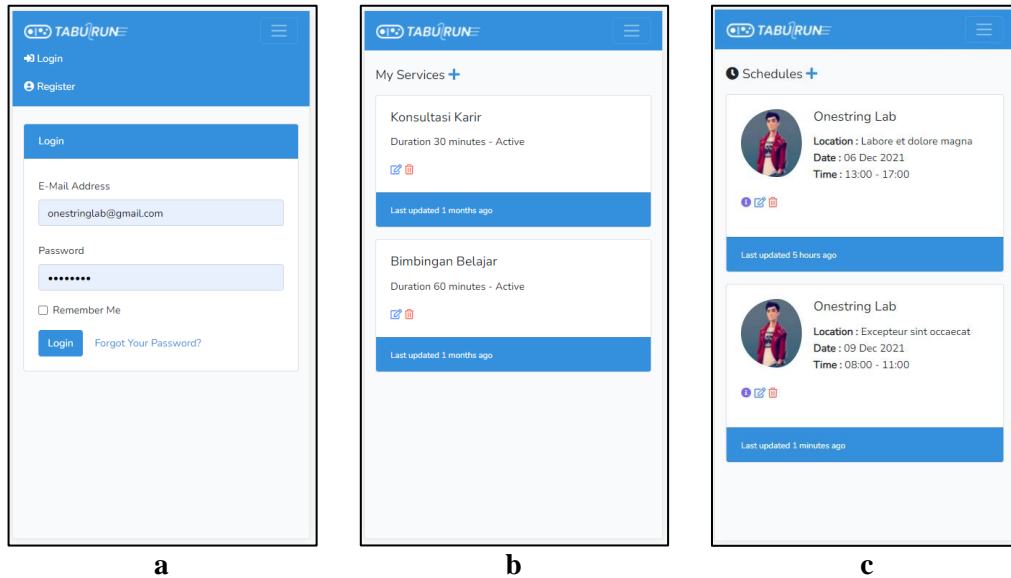 TABURUN
Login
Register
Login
E-Mail Address
onestringlab@gmail.com
Password
Remember Me
Login Forgot Your Password?
a
TABURUN
My Services +
Konsultasi Karir
Duration 30 minutes - Active
Last updated 1 months ago
Bimbingan Belajar
Duration 60 minutes - Active
Last updated 1 months ago
b
TABURUN
Schedules +
Onestring Lab
Location : Labore et dolore magna
Date : 06 Dec 2021
Time : 13:00 - 17:00
Last updated 5 hours ago
Onestring Lab
Location : Excepteur sint occaecat
Date : 09 Dec 2021
Time : 08:00 - 11:00
Last updated 1 minutes ago
c